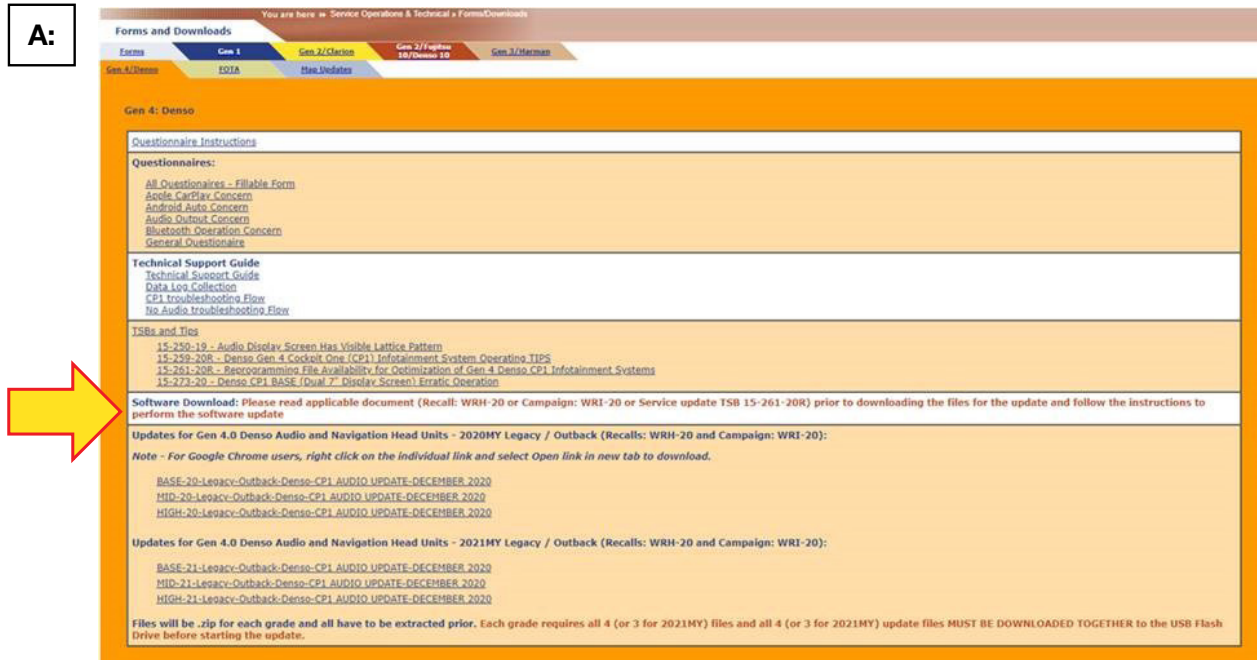 A:
You are here » Service Operations & Technical » Forms/Downloads
Forms and Downloads
Forms
Gen 1
Gen 2/Clarion
Gen 2/Fujitsu
10/Denso 10
Gen 3/Harman
Gen 4/Denso
FOTA
Map Updates
Gen 4: Denso
Questionnaire Instructions
Questionnaires:
All Questionaires - Fillable Form
Apple CarPlay Concern
Android Auto Concern
Audio Output Concern
Bluetooth Operation Concern
General Questionaire
Technical Support Guide
Technical Support Guide
Data Log Collection
CP1 troubleshooting Flow
No Audio troubleshooting Flow
TSBs and Tips
15-250-19 - Audio Display Screen Has Visible Lattice Pattern
15-259-20R - Denso Gen 4 Cockpit One (CP1) Infotainment System Operating TIPS
15-261-20R - Reprogramming File Availability for Optimization of Gen 4 Denso CP1 Infotainment Systems
15-273-20 - Denso CP1 BASE (Dual 7" Display Screen) Erratic Operation
Software Download: Please read applicable document (Recall: WRH-20 or Campaign: WRI-20 or Service update TSB 15-261-20R) prior to downloading the files for the update and follow the instructions to
perform the software update
Updates for Gen 4.0 Denso Audio and Navigation Head Units - 2020MY Legacy / Outback (Recalls: WRH-20 and Campaign: WRI-20):
Note - For Google Chrome users, right click on the individual link and select Open link in new tab to download.
BASE-20-Legacy-Outback-Denso-CP1 AUDIO UPDATE-DECEMBER 2020
MID-20-Legacy-Outback-Denso-CP1 AUDIO UPDATE-DECEMBER 2020
HIGH-20-Legacy-Outback-Denso-CP1 AUDIO UPDATE-DECEMBER 2020
Updates for Gen 4.0 Denso Audio and Navigation Head Units - 2021MY Legacy / Outback (Recalls: WRH-20 and Campaign: WRI-20):
BASE-21-Legacy-Outback-Denso-CP1 AUDIO UPDATE-DECEMBER 2020
MID-21-Legacy-Outback-Denso-CP1 AUDIO UPDATE-DECEMBER 2020
HIGH-21-Legacy-Outback-Denso-CP1 AUDIO UPDATE-DECEMBER 2020
Files will be .zip for each grade and all have to be extracted prior. Each grade requires all 4 (or 3 for 2021MY) files and all 4 (or 3 for 2021MY) update files MUST BE DOWNLOADED TOGETHER to the USB Flash
Drive before starting the update.